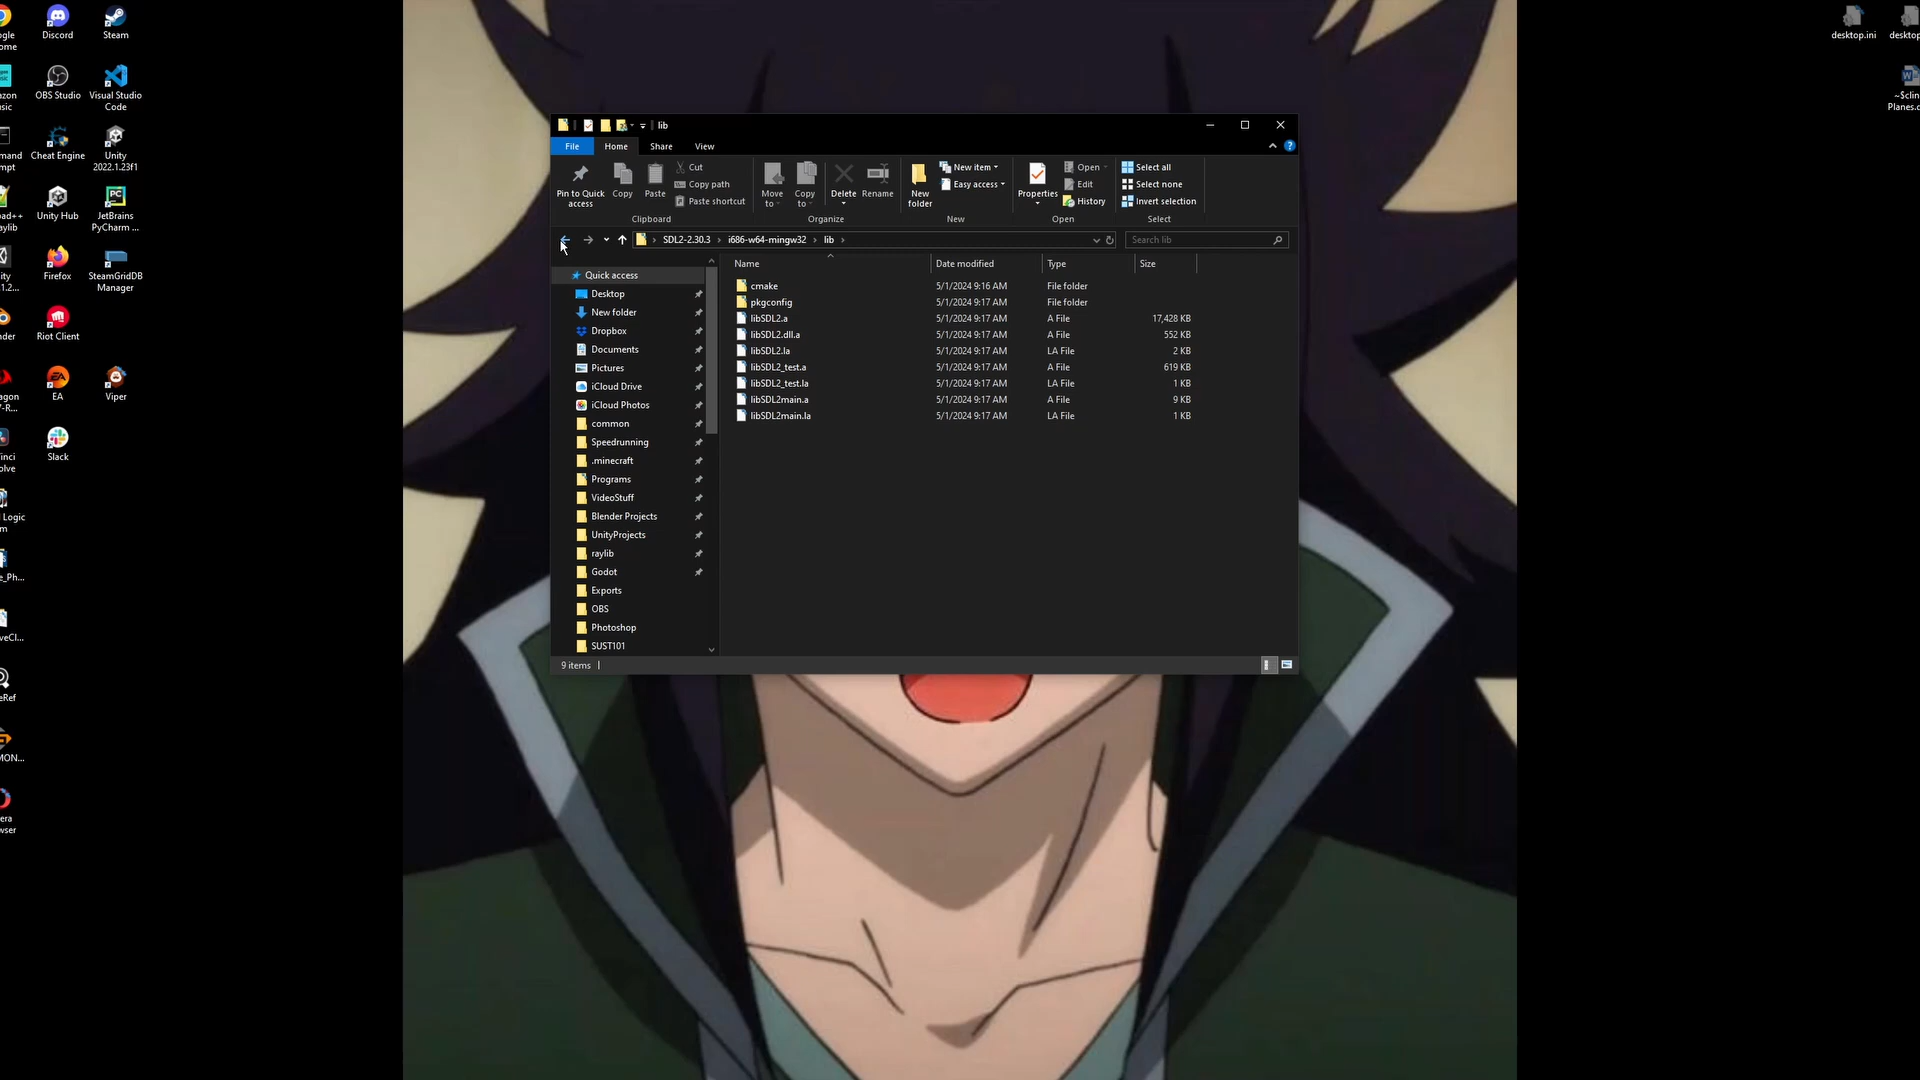 Discord
Steam
desktop.ini
OBS Studio
Visual Studio
Code
Cheat Engine
Unity
2022.1.23f1
Unity Hub
JetBrains
PyCharm ...
Firefox
SteamGridDB
Manager
Riot Client
EA
Viper
Slack
lib
File
Home
Share
View
Pin to Quick
access
Copy
Paste
Cut
Copy path
Paste shortcut
Clipboard
Move
to
Copy
to
Delete
Rename
Organize
New
folder
New item
Easy access
New
Properties
Open
Edit
History
Open
Select all
Select none
Invert selection
Select
SDL2-2.30.3 › i686-w64-mingw32 › lib ›
Search lib
Quick access
Desktop
New folder
Dropbox
Documents
Pictures
iCloud Drive
iCloud Photos
common
Speedrunning
.minecraft
Programs
VideoStuff
Blender Projects
UnityProjects
raylib
Godot
Exports
OBS
Photoshop
SUST101
Name Date modified Type Size
cmake 5/1/2024 9:16 AM File folder
pkgconfig 5/1/2024 9:17 AM File folder
libSDL2.a 5/1/2024 9:17 AM A File 17,428 KB
libSDL2.dll.a 5/1/2024 9:17 AM A File 552 KB
libSDL2.la 5/1/2024 9:17 AM LA File 2 KB
libSDL2_test.a 5/1/2024 9:17 AM A File 619 KB
libSDL2_test.la 5/1/2024 9:17 AM LA File 1 KB
libSDL2main.a 5/1/2024 9:17 AM A File 9 KB
libSDL2main.la 5/1/2024 9:17 AM LA File 1 KB
9 items